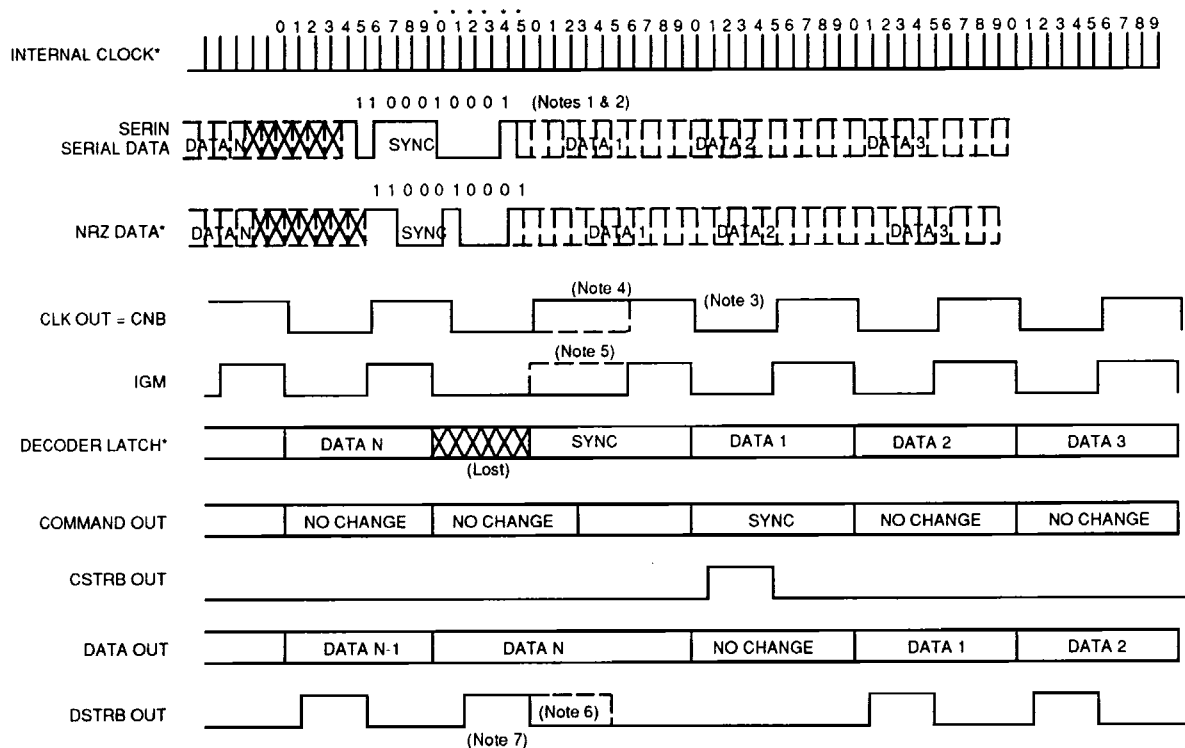 * * * * * *
0 1 2 3 4 5 6 7 8 9 0 1 2 3 4 5 0 1 2 3 4 5 6 7 8 9 0 1 2 3 4 5 6 7 8 9 0 1 2 3 4 5 6 7 8 9 0 1 2 3 4 5 6 7 8 9
INTERNAL CLOCK*
1 1 0 0 0 1 0 0 0 1 (Notes 1 & 2)
SERIN
SERIAL DATA DATA N SYNC DATA 1 DATA 2 DATA 3
1 1 0 0 0 1 0 0 0 1
NRZ DATA* DATA N SYNC DATA 1 DATA 2 DATA 3
(Note 4) (Note 3)
CLK OUT = CNB
(Note 5)
IGM
DECODER LATCH* DATA N SYNC DATA 1 DATA 2 DATA 3
(Lost)
COMMAND OUT NO CHANGE NO CHANGE SYNC NO CHANGE NO CHANGE
CSTRB OUT
DATA OUT DATA N-1 DATA N NO CHANGE DATA 1 DATA 2
DSTRB OUT (Note 6)
(Note 7)